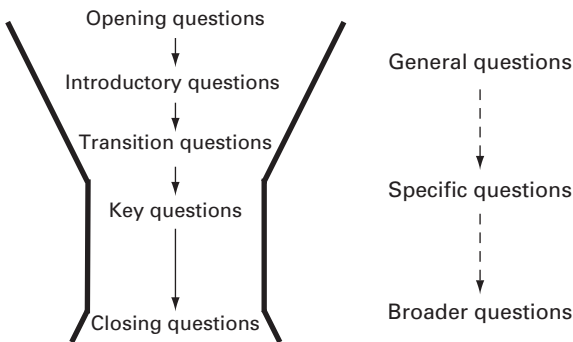 Opening questions
Introductory questions
Transition questions
Key questions
Closing questions
General questions
Specific questions
Broader questions